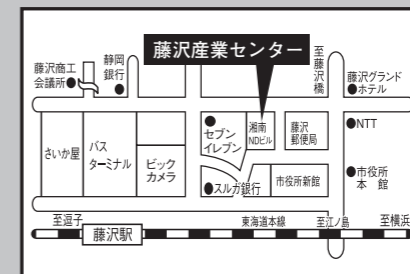 藤沢産業センター
静岡
銀行
藤沢商工
会議所
至藤沢橋
藤沢グランド
ホテル
セブン
イレブン
湘南
NDビル
藤沢
郵便局
NTT
さいか屋
バス
ターミナル
ビック
カメラ
スルガ銀行
市役所新館
市役所
本館
至逗子
藤沢駅
東海道本線
至江ノ島
至横浜